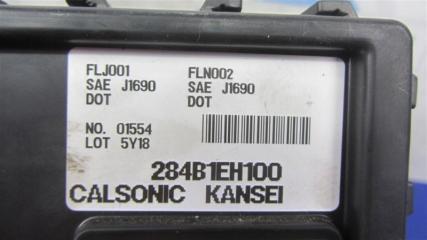 FLJ001 FLN002
SAE J1690 SAE J1690
DOT DOT
NO. 01554
LOT 5Y18
284B1EH100
CALSONIC KANSEI